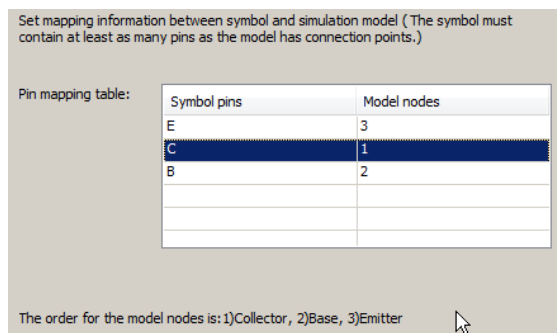 Set mapping information between symbol and simulation model ( The symbol must
contain at least as many pins as the model has connection points.)
Pin mapping table:
Symbol pins Model nodes
E 3
C 1
B 2
The order for the model nodes is:1)Collector, 2)Base, 3)Emitter